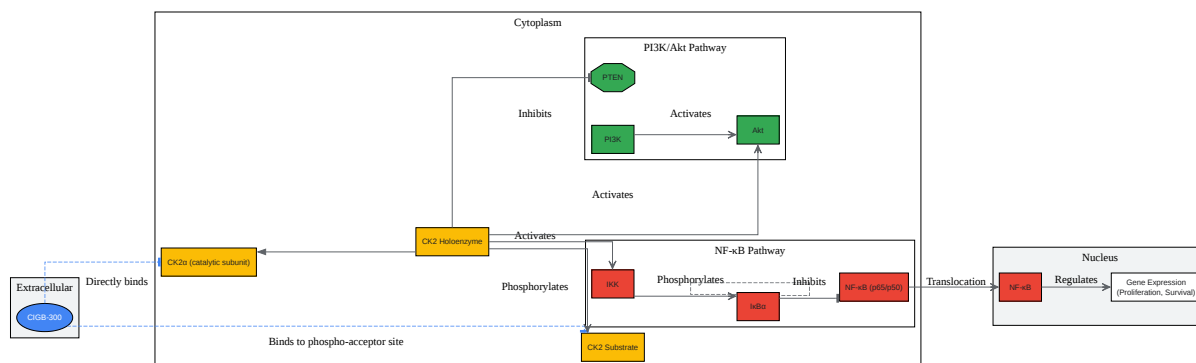 Cytoplasm
PI3K/Akt Pathway
PTEN
Inhibits
Activates
PI3K
Akt
Activates
CK2 Holoenzyme
Activates
NF-κB Pathway
CK2α (catalytic subunit)
Directly binds
Extracellular
CIGB-300
Phosphorylates
IKK
Phosphorylates
IκBα
Inhibits
NF-κB (p65/p50)
Translocation
Nucleus
NF-κB
Regulates
Gene Expression
(Proliferation, Survival)
Binds to phospho-acceptor site
CK2 Substrate